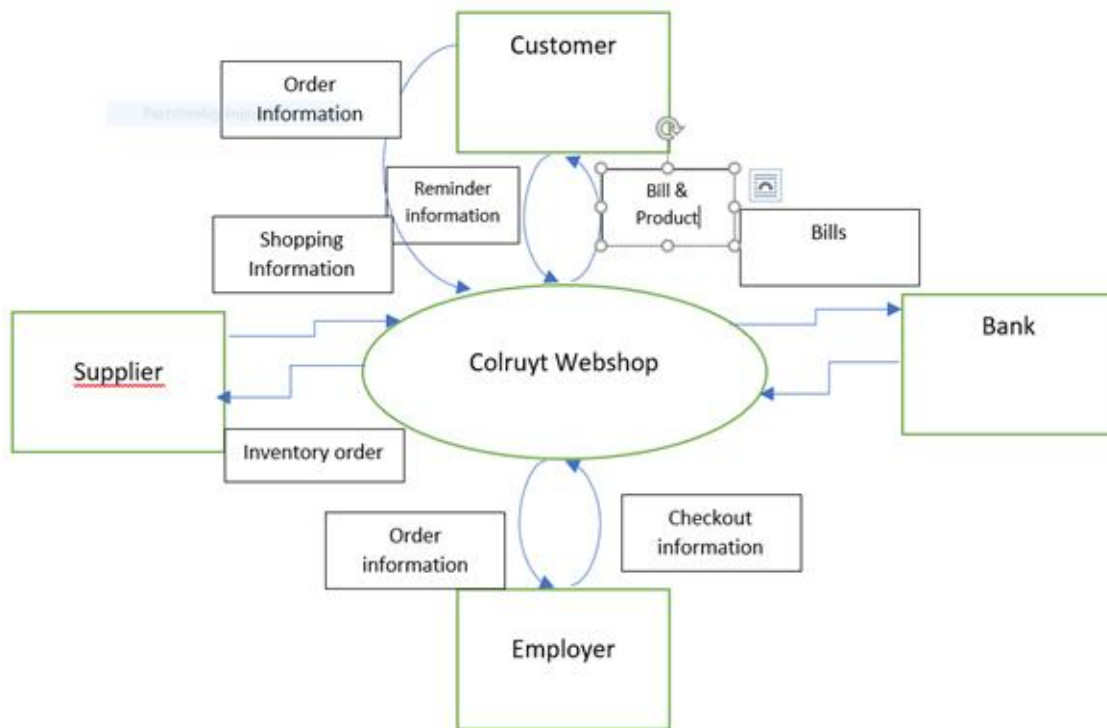 Customer
Order
Information
Reminder
information
Bill &
Product
Shopping
Information
Bills
Supplier
Colruyt Webshop
Bank
Inventory order
Order
information
Checkout
information
Employer